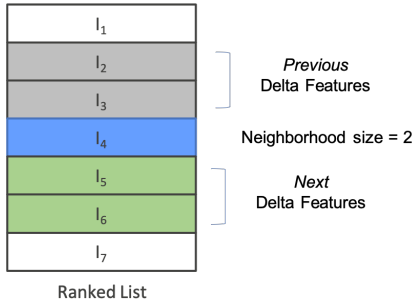 I₁
I₂
I₃
I₄
I₅
I₆
I₇
Previous
Delta Features
Neighborhood size = 2
Next
Delta Features
Ranked List